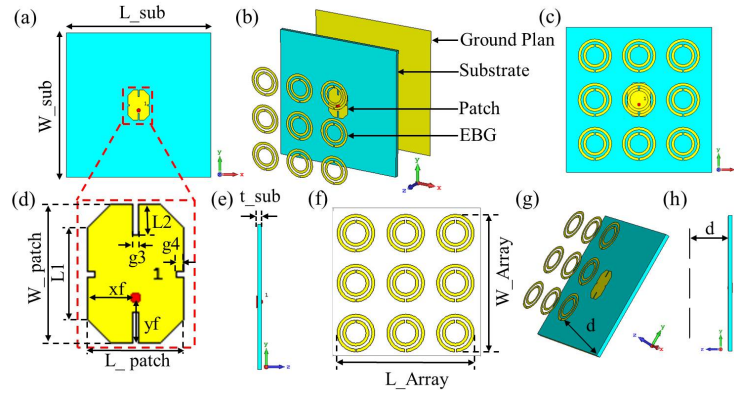 (a)
L_sub
W_sub
y
x
(b)
Ground Plan
Substrate
Patch
EBG
y
z
x
(c)
y
x
(d)
W_patch
L1
L2
g3
g4
1
xf
yf
L_ patch
(e)
t_sub
1
y
z
(f)
W_Array
L_Array
(g)
d
y
z
x
(h)
d
y
z